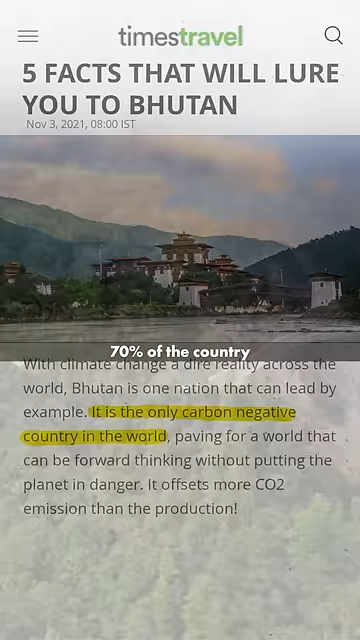 timestravel
5 FACTS THAT WILL LURE
YOU TO BHUTAN
Nov 3, 2021, 08:00 IST
70% of the country
With climate change a dire reality across the
world, Bhutan is one nation that can lead by
example. It is the only carbon negative
country in the world, paving for a world that
can be forward thinking without putting the
planet in danger. It offsets more CO2
emission than the production!